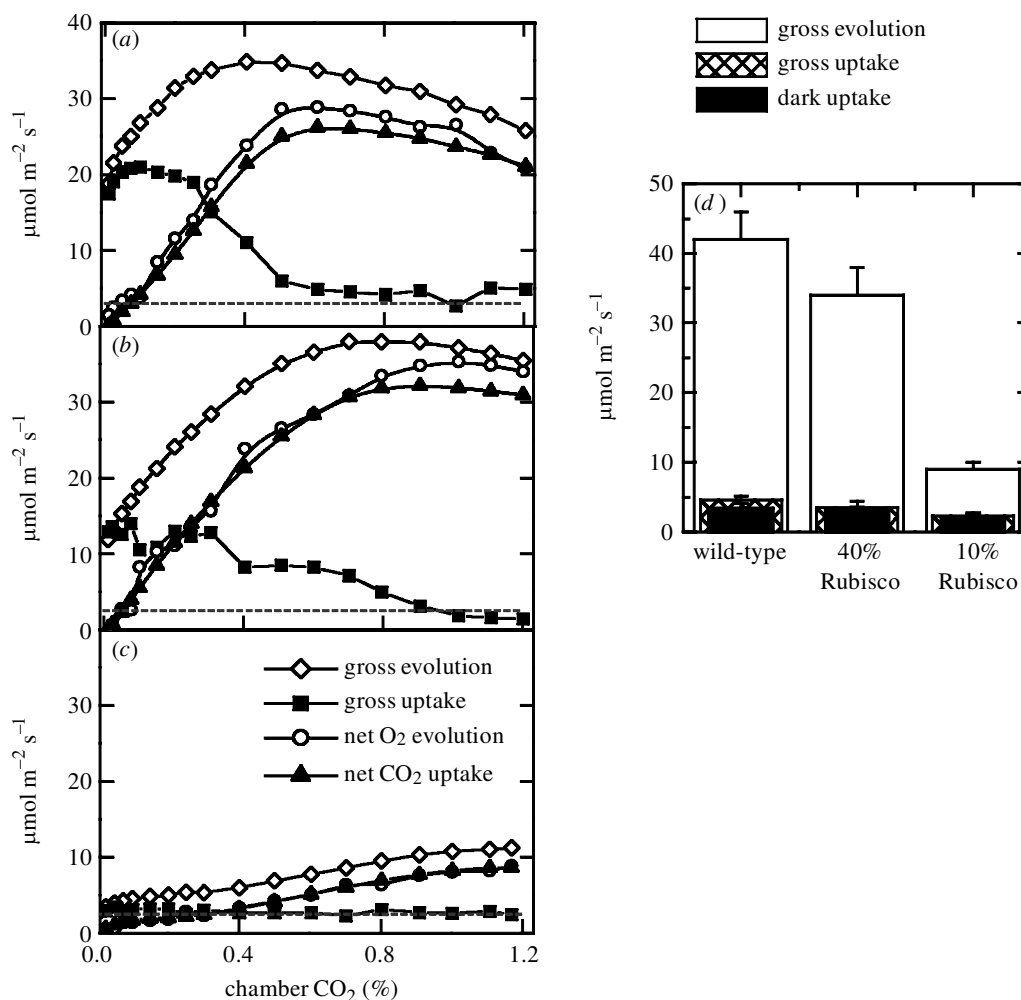 40
30
20
10
0
μmol m−2 s−1
(a)
30
20
10
0
μmol m−2 s−1
(b)
30
20
10
0
μmol m−2 s−1
(c)
gross evolution
gross uptake
net O2 evolution
net CO2 uptake
0.0 0.4 0.8 1.2
chamber CO2 (%)
gross evolution
gross uptake
dark uptake
50
40
30
20
10
0
μmol m−2 s−1
(d)
wild-type 40% 10%
Rubisco Rubisco